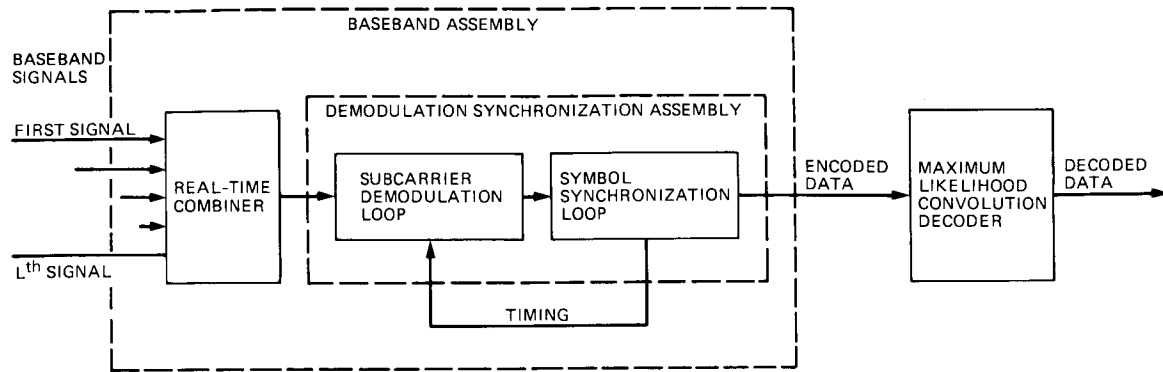 BASEBAND ASSEMBLY
BASEBAND
SIGNALS
DEMODULATION SYNCHRONIZATION ASSEMBLY
FIRST SIGNAL
REAL-TIME
COMBINER
SUBCARRIER
DEMODULATION
LOOP
SYMBOL
SYNCHRONIZATION
LOOP
ENCODED
DATA
MAXIMUM
LIKELIHOOD
CONVOLUTION
DECODER
DECODED
DATA
Lth SIGNAL
TIMING